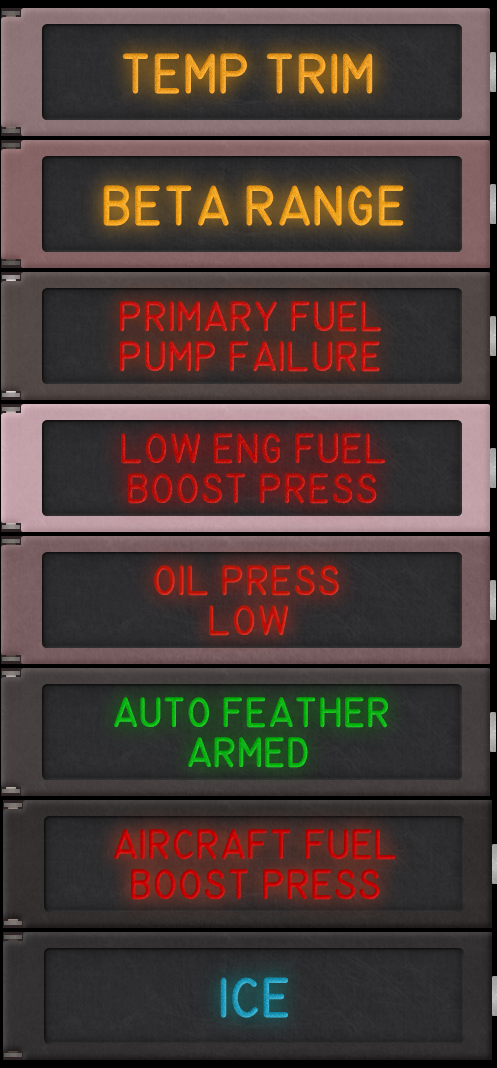 TEMP TRIM
BETA RANGE
PRIMARY FUEL
PUMP FAILURE
LOW ENG FUEL
BOOST PRESS
OIL PRESS
LOW
AUTO FEATHER
ARMED
AIRCRAFT FUEL
BOOST PRESS
ICE